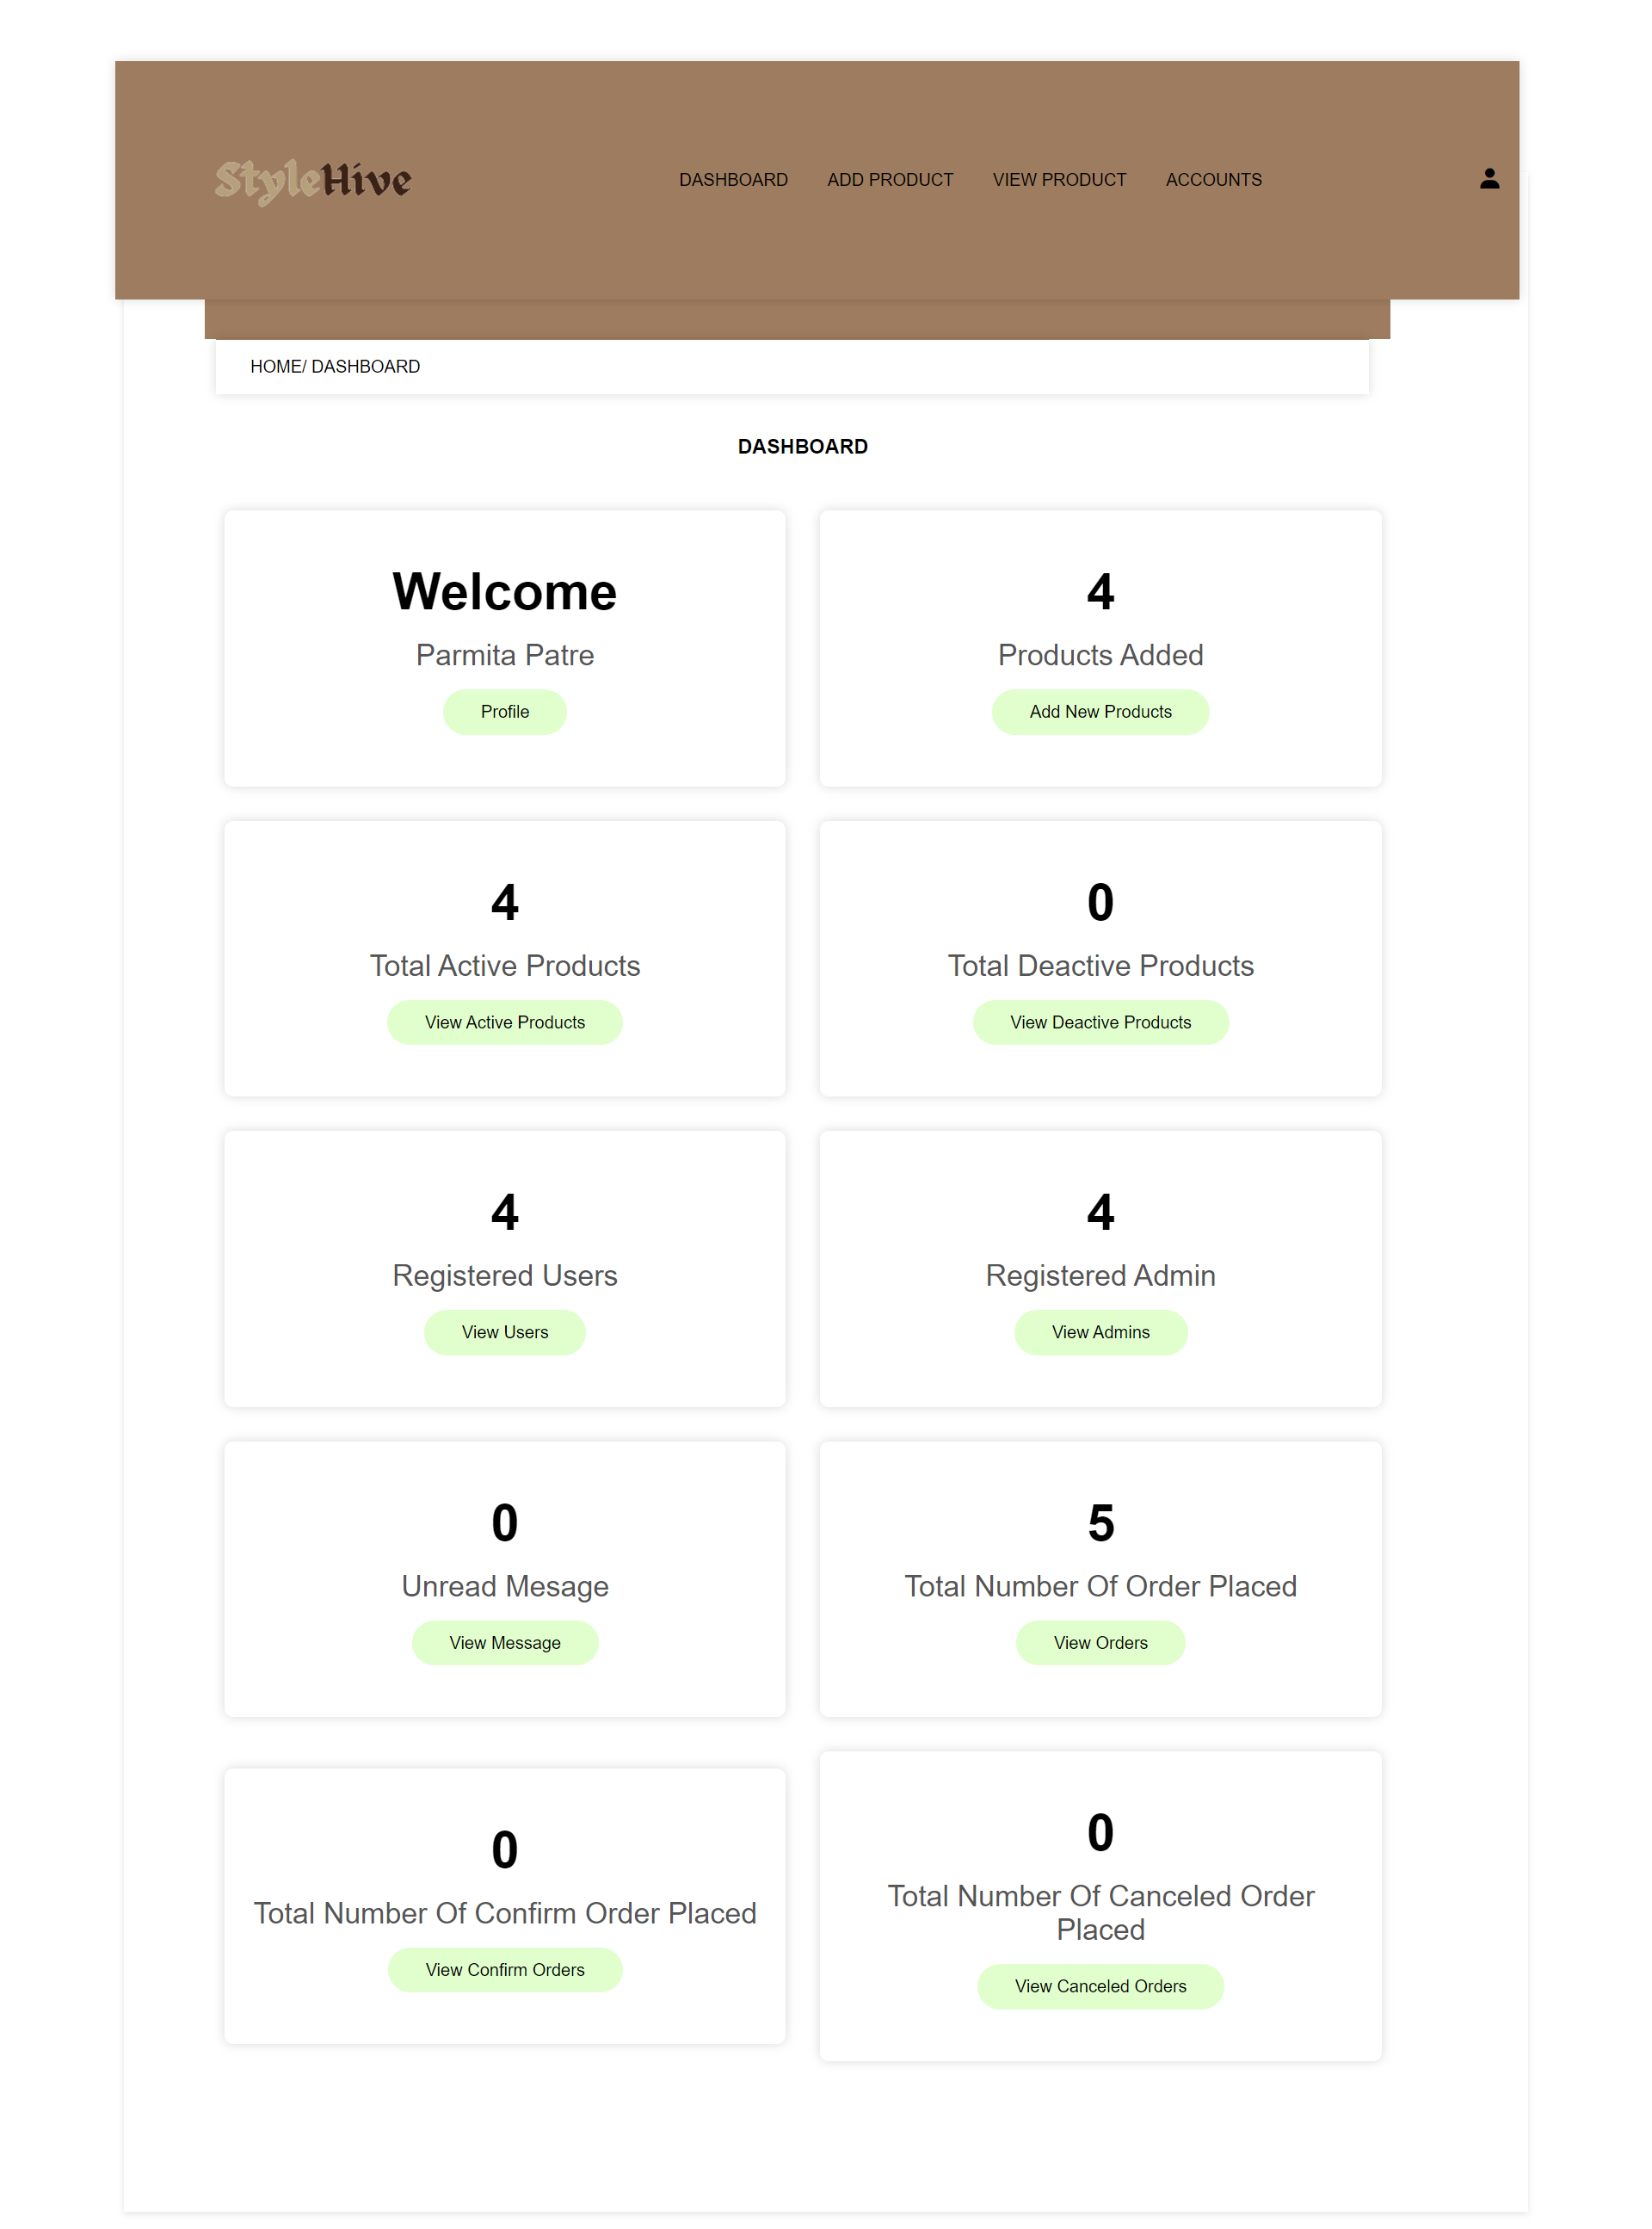 StyleHive
DASHBOARD ADD PRODUCT VIEW PRODUCT ACCOUNTS
HOME/ DASHBOARD
DASHBOARD
Welcome
Parmita Patre
Profile
4
Products Added
Add New Products
4
Total Active Products
View Active Products
0
Total Deactive Products
View Deactive Products
4
Registered Users
View Users
4
Registered Admin
View Admins
0
Unread Mesage
View Message
5
Total Number Of Order Placed
View Orders
0
Total Number Of Confirm Order Placed
View Confirm Orders
0
Total Number Of Canceled Order
Placed
View Canceled Orders